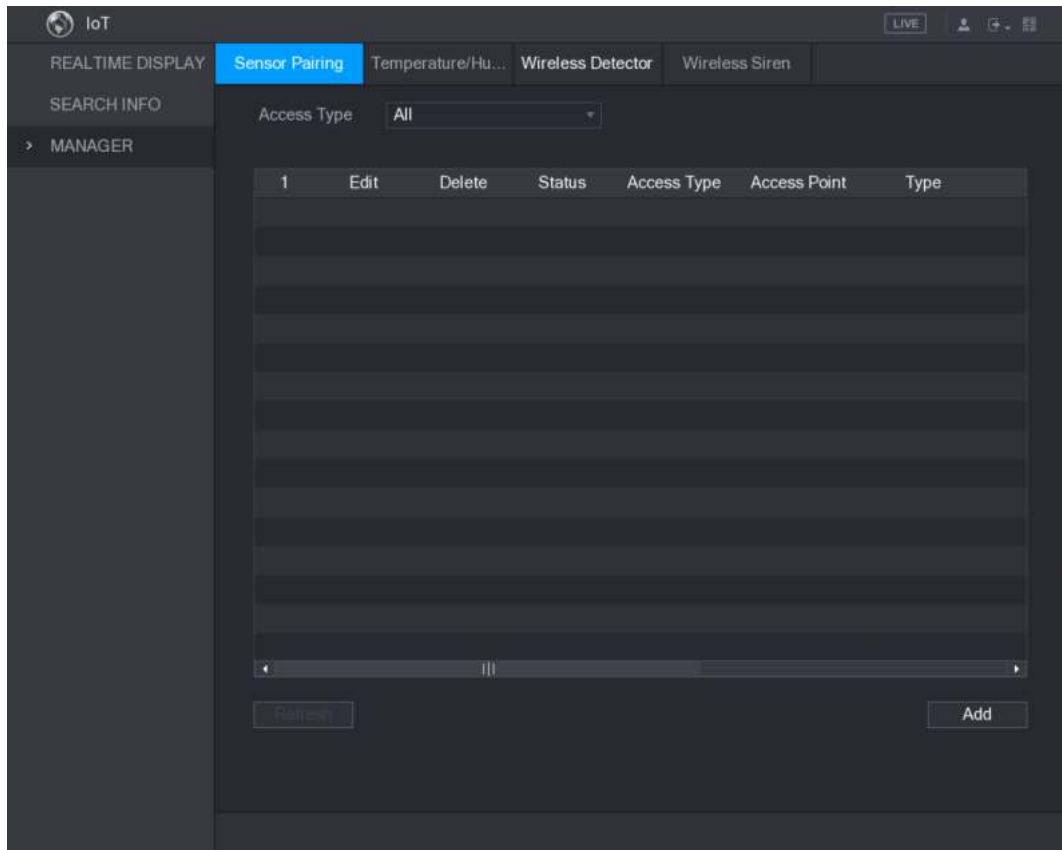 IoT LIVE
REALTIME DISPLAY
SEARCH INFO
> MANAGER
Sensor Pairing Temperature/Hu... Wireless Detector Wireless Siren
Access Type All
1 Edit Delete Status Access Type Access Point Type
Refresh Add